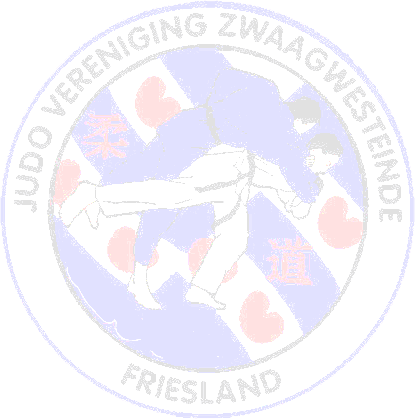 JUDO VERENIGING ZWAAGWESTEINDE
柔
道
FRIESLAND